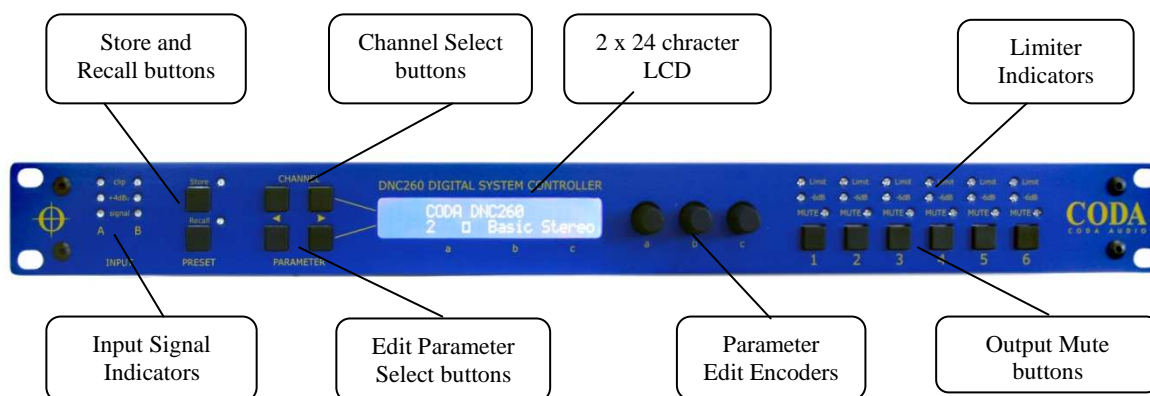 Store and
Recall buttons
Channel Select
buttons
2 x 24 chracter
LCD
Limiter
Indicators
clip
+4dBu
signal
A B
INPUT
Store
Recall
PRESET
CHANNEL
PARAMETER
DNC260 DIGITAL SYSTEM CONTROLLER
CODA DNC260
2 Basic Stereo
a b c
a b c
Limit Limit Limit Limit Limit Limit
-6dB -6dB -6dB -6dB -6dB -6dB
MUTE MUTE MUTE MUTE MUTE MUTE
1 2 3 4 5 6
CODA
CODA AUDIO
Input Signal
Indicators
Edit Parameter
Select buttons
Parameter
Edit Encoders
Output Mute
buttons